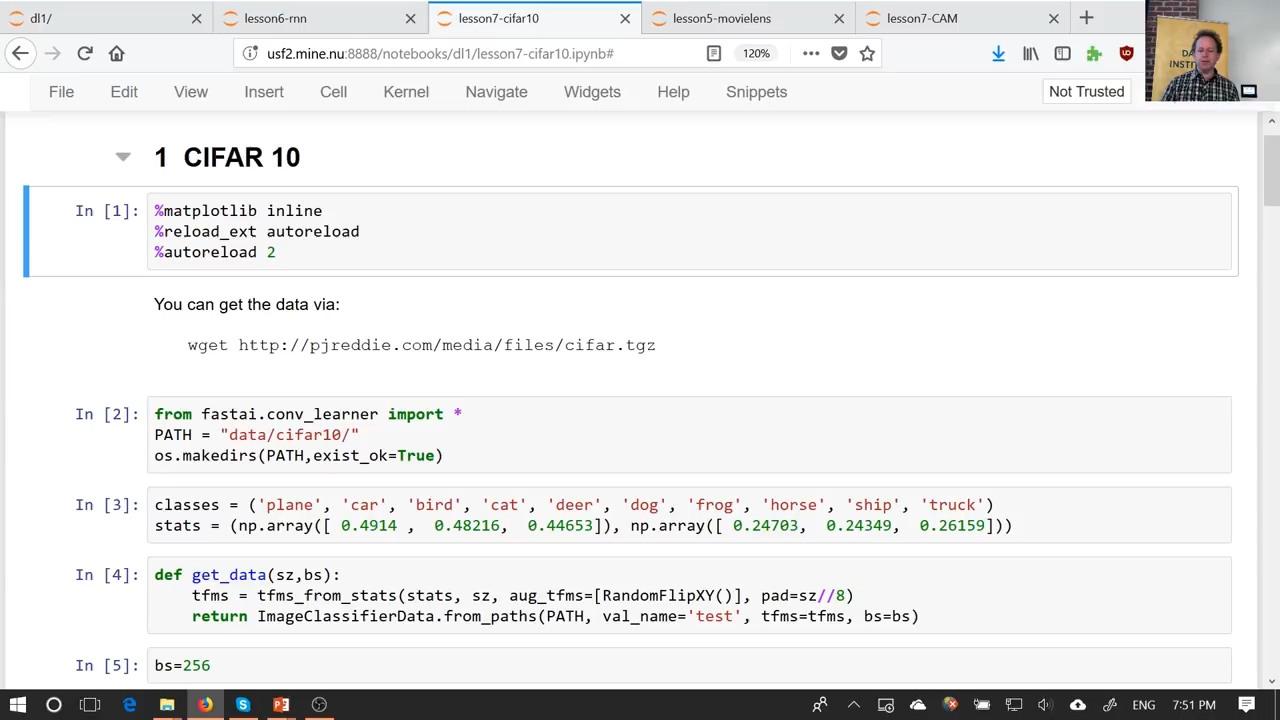 dl1/
lesson6-rnn
lesson7-cifar10
lesson5-movielens
lesson7-CAM
usf2.mine.nu:8888/notebooks/dl1/lesson7-cifar10.ipynb#
120%
File Edit View Insert Cell Kernel Navigate Widgets Help Snippets
Not Trusted
1 CIFAR 10
In [1]:
%matplotlib inline
%reload_ext autoreload
%autoreload 2
You can get the data via:
wget http://pjreddie.com/media/files/cifar.tgz
In [2]:
from fastai.conv_learner import *
PATH = "data/cifar10/"
os.makedirs(PATH,exist_ok=True)
In [3]:
classes = ('plane', 'car', 'bird', 'cat', 'deer', 'dog', 'frog', 'horse', 'ship', 'truck')
stats = (np.array([ 0.4914 , 0.48216, 0.44653]), np.array([ 0.24703, 0.24349, 0.26159]))
In [4]:
def get_data(sz,bs):
tfms = tfms_from_stats(stats, sz, aug_tfms=[RandomFlipXY()], pad=sz//8)
return ImageClassifierData.from_paths(PATH, val_name='test', tfms=tfms, bs=bs)
In [5]:
bs=256
ENG
7:51 PM